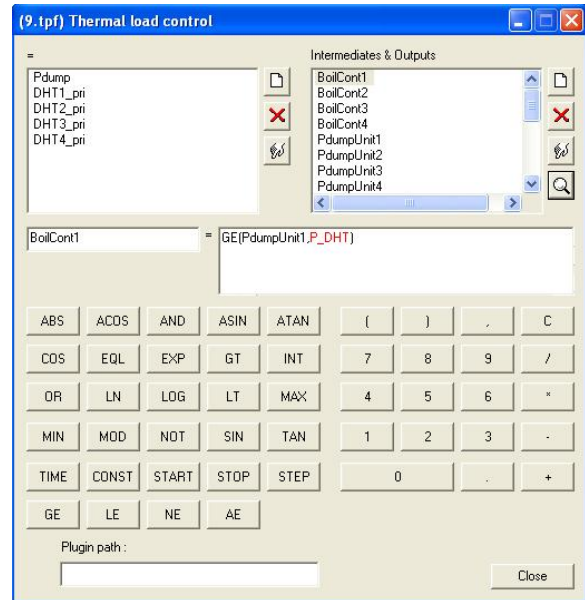 (9.tpf) Thermal load control
=
Intermediates & Outputs
Pdump
DHT1_pri
DHT2_pri
DHT3_pri
DHT4_pri
BoilCont1
BoilCont2
BoilCont3
BoilCont4
PdumpUnit1
PdumpUnit2
PdumpUnit3
PdumpUnit4
BoilCont1 = GE(PdumpUnit1,P_DHT)
ABS ACOS AND ASIN ATAN ( ) , C
COS EQL EXP GT INT 7 8 9 /
OR LN LOG LT MAX 4 5 6 *
MIN MOD NOT SIN TAN 1 2 3 -
TIME CONST START STOP STEP 0 . +
GE LE NE AE
Plugin path :
Close